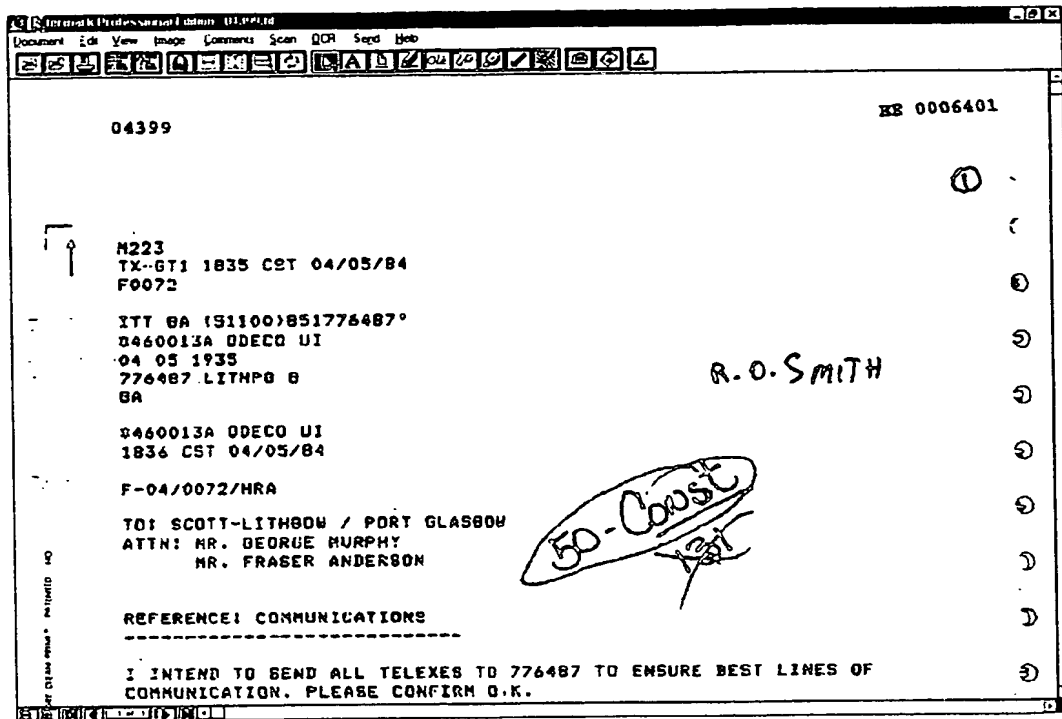 Document Edit View Image Comments Scan OCR Send Help
04399
0006401
1
M223
TX-GT1 1835 CST 04/05/84
F0072
ITT BA (S1100)851776487°
0460013A ODECO UI
04 05 1935
776487 LITHPG B
BA
R.O. SMITH
0460013A ODECO UI
1836 CST 04/05/84
F-04/0072/HRA
50-Const
TO: SCOTT-LITHGOW / PORT GLASGOW
ATTN: MR. GEORGE MURPHY
MR. FRASER ANDERSON
REFERENCE: COMMUNICATIONS
-----------------------------
I INTEND TO SEND ALL TELEXES TO 776487 TO ENSURE BEST LINES OF
COMMUNICATION. PLEASE CONFIRM O.K.